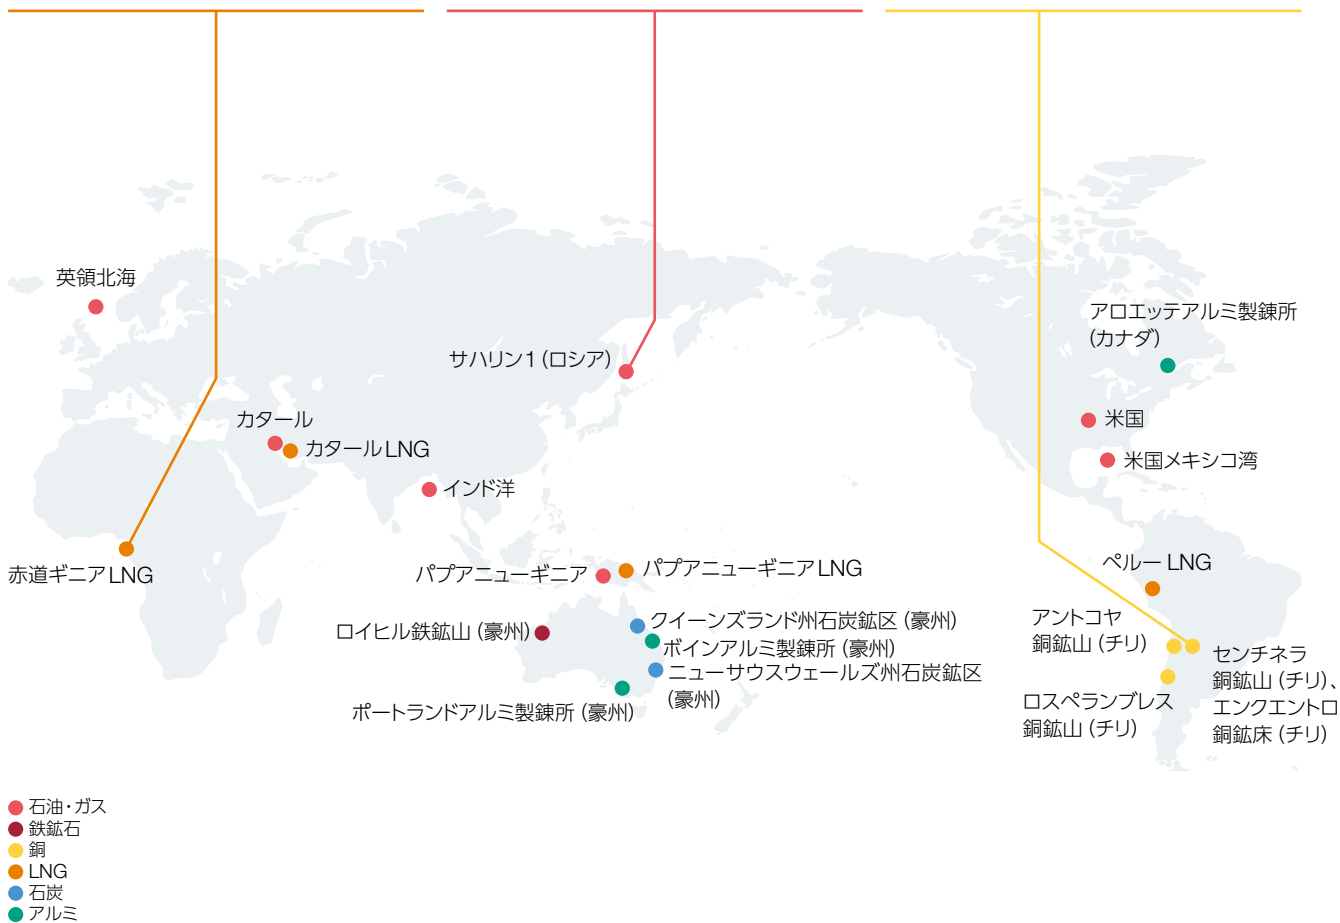 英領北海
アロエッテアルミ製錬所
(カナダ)
サハリン1(ロシア)
カタール
米国
カタールLNG
米国メキシコ湾
インド洋
赤道ギニアLNG
パプアニューギニア
パプアニューギニアLNG
ペルーLNG
ロイヒル鉄鉱山(豪州)
クイーンズランド州石炭鉱区(豪州)
ボインアルミ製錬所(豪州)
ニューサウスウェールズ州石炭鉱区
(豪州)
ポートランドアルミ製錬所(豪州)
アントコヤ
銅鉱山(チリ)
センチネラ
銅鉱山(チリ)、
エンクエントロ
銅鉱床(チリ)
ロスペランブレス
銅鉱山(チリ)
石油・ガス
鉄鉱石
銅
LNG
石炭
アルミ